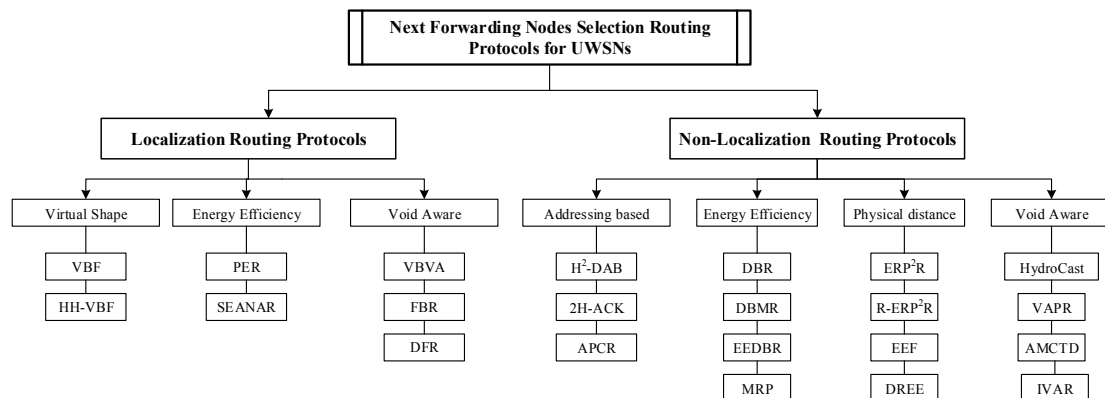 Next Forwarding Nodes Selection Routing
Protocols for UWSNs
Localization Routing Protocols
Non-Localization Routing Protocols
Virtual Shape
Energy Efficiency
Void Aware
Addressing based
Energy Efficiency
Physical distance
Void Aware
VBF
PER
VBVA
H²-DAB
DBR
ERP²R
HydroCast
HH-VBF
SEANAR
FBR
2H-ACK
DBMR
R-ERP²R
VAPR
DFR
APCR
EEDBR
EEF
AMCTD
MRP
DREE
IVAR